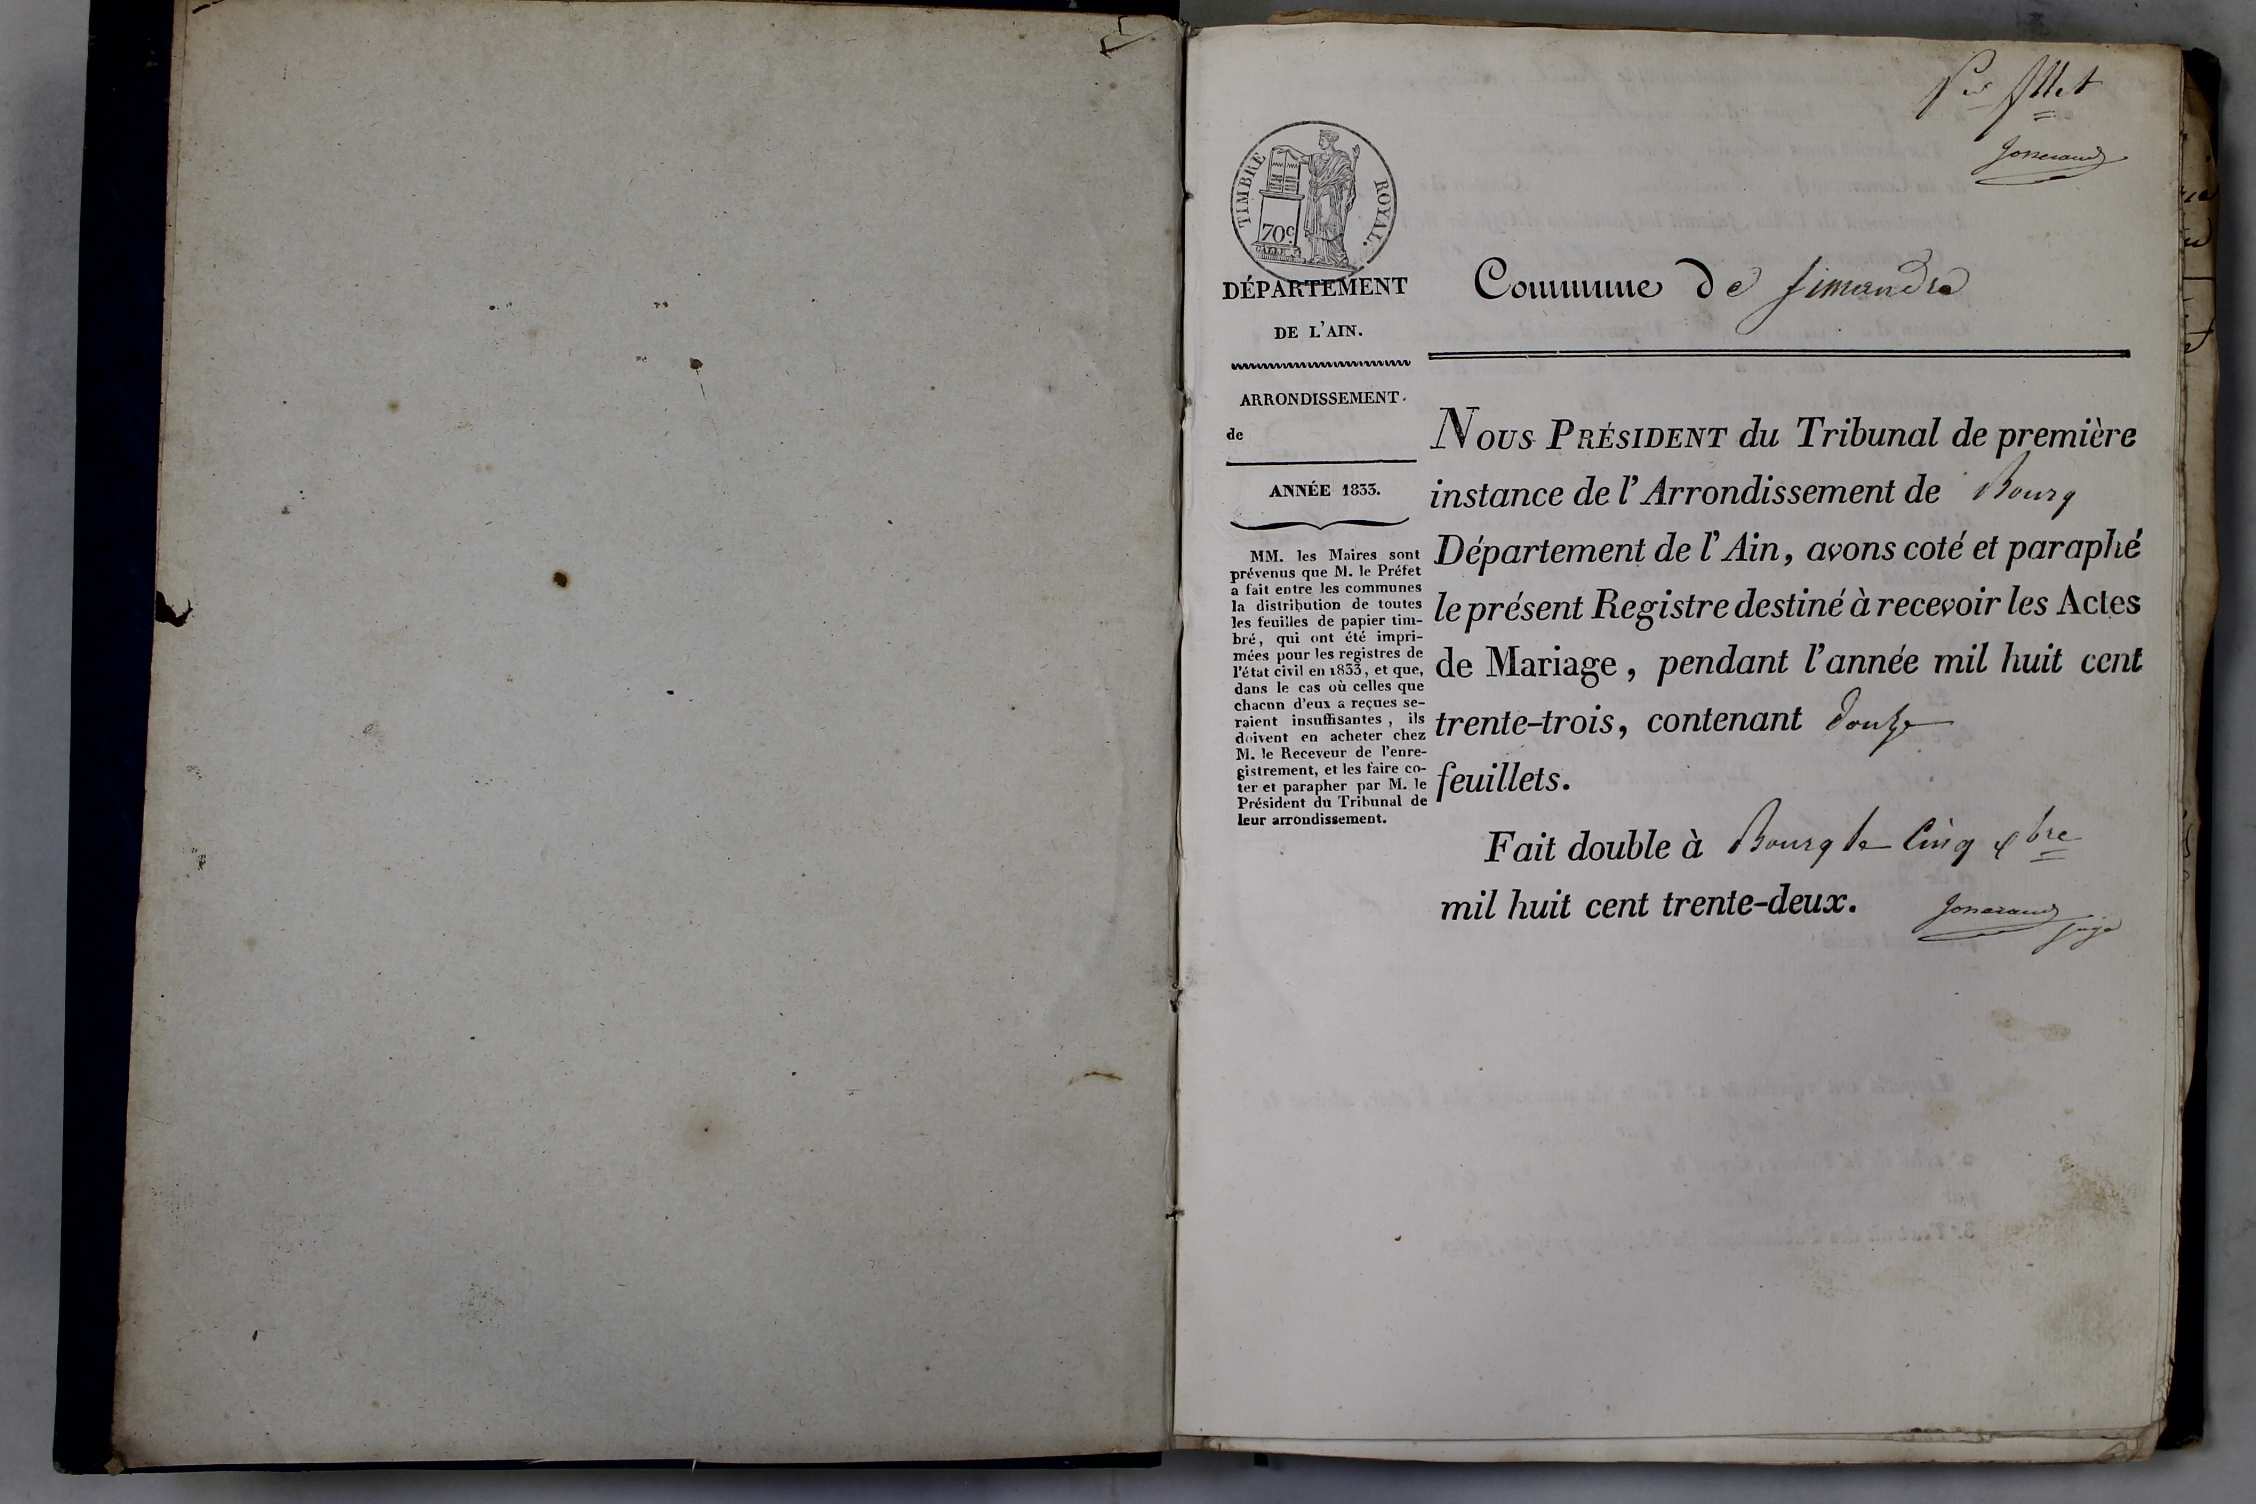 Per fllet
Josserand
TIMBRE ROYAL.
70c.
DÉPARTEMENT
DE L'AIN.
ARRONDISSEMENT.
de
ANNÉE 1833.
MM. les Maires sont
prévenus que M. le Préfet
a fait entre les communes
la distribution de toutes
les feuilles de papier tim-
bré, qui ont été impri-
mées pour les registres de
l'état civil en 1833, et que,
dans le cas où celles que
chacun d'eux a reçues se-
raient insuffisantes, ils
doivent en acheter chez
M. le Receveur de l'enre-
gistrement, et les faire co-
ter et parapher par M. le
Président du Tribunal de
leur arrondissement.
Commune de Simandre
NOUS PRÉSIDENT du Tribunal de première
instance de l'Arrondissement de Bourg
Département de l'Ain, avons coté et paraphé
le présent Registre destiné à recevoir les Actes
de Mariage, pendant l'année mil huit cent
trente-trois, contenant douze
feuillets.
Fait double à Bourg le Cinq xbre
mil huit cent trente-deux.
Josserand
juge